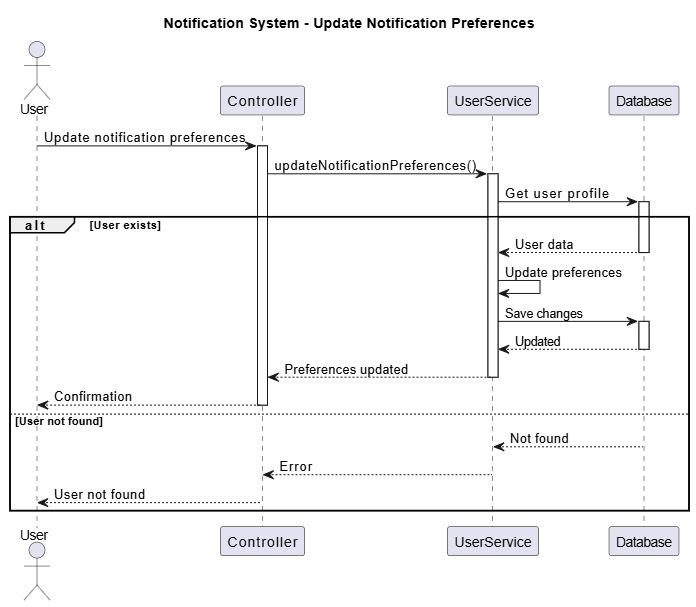 Notification System - Update Notification Preferences
User
Controller
UserService
Database
Update notification preferences
updateNotificationPreferences()
Get user profile
alt
[User exists]
User data
Update preferences
Save changes
Updated
Preferences updated
Confirmation
[User not found]
Not found
Error
User not found
User
Controller
UserService
Database